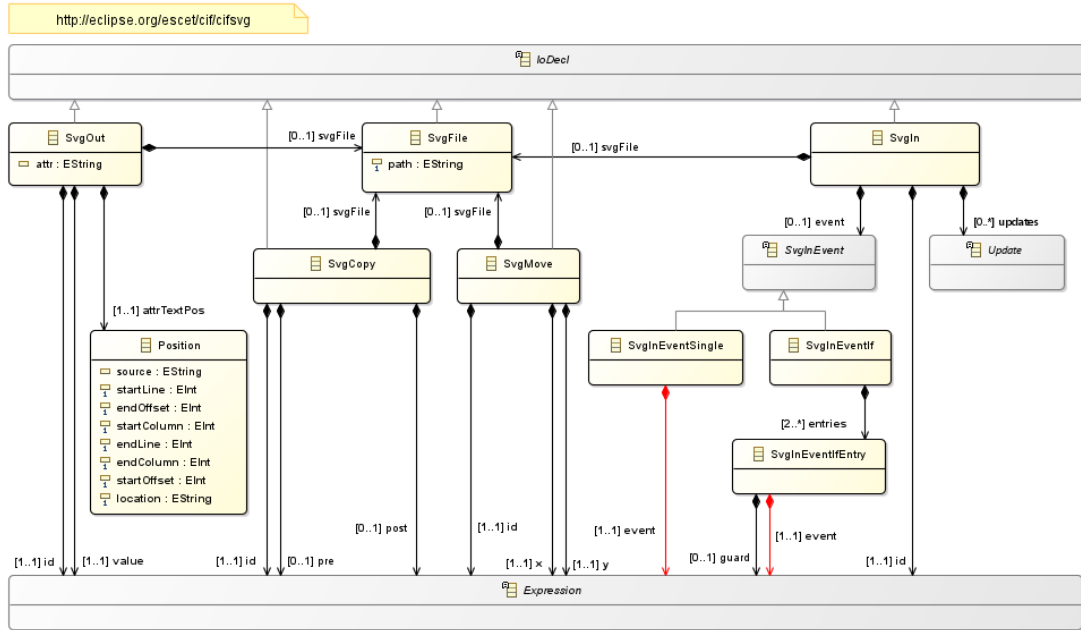 http://eclipse.org/escet/cif/cifsvg
IoDecl
SvgOut
attr : EString
[0..1] svgFile
SvgFile
path : EString
[0..1] svgFile
SvgIn
[0..1] svgFile
[0..1] svgFile
[0..1] event
[0..*] updates
SvgCopy
SvgMove
SvgInEvent
Update
[1..1] attrTextPos
Position
source : EString
startLine : EInt
endOffset : EInt
startColumn : EInt
endLine : EInt
endColumn : EInt
startOffset : EInt
location : EString
SvgInEventSingle
SvgInEventIf
[2..*] entries
SvgInEventIfEntry
[0..1] post
[1..1] id
[1..1] event
[1..1] event
[1..1] id
[1..1] value
[1..1] id
[0..1] pre
[1..1] x
[1..1] y
[0..1] guard
[1..1] id
Expression